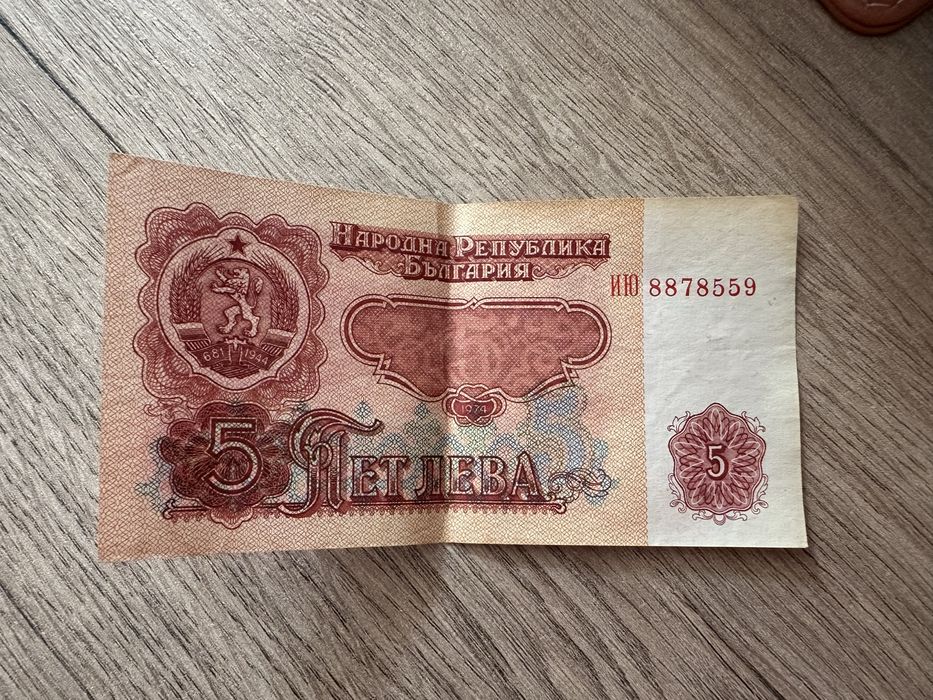 НАРОДНА РЕПУБЛИКА
БЪЛГАРИЯ
ИЮ 8878559
681 1944
1974
5 ПЕТ ЛЕВА
5